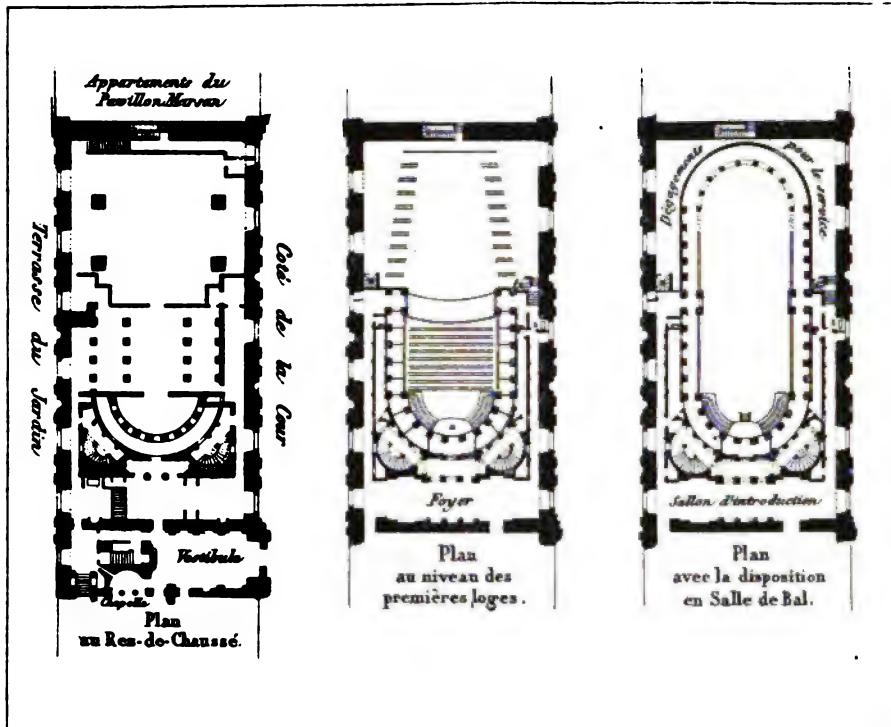 Appartements du
Pavillon Marsan
Terrasse du Jardin
Coté de la Cour
Vestibule
Chapelle
Plan
au Rez-de-Chaussé.
Foyer
Plan
au niveau des
premières loges.
Dégagements pour le service
Sallon d'introduction
Plan
avec la disposition
en Salle de Bal.